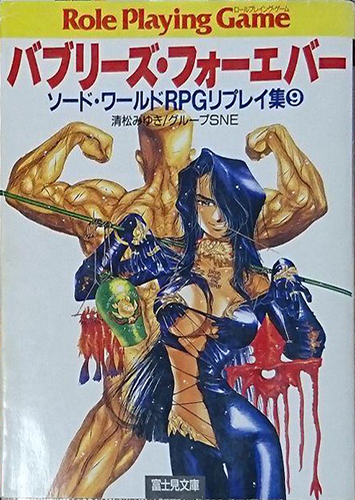 Role Playing Game
ロールプレイング・ゲーム
バブリーズ・フォーエバー
ソード・ワールドRPGリプレイ集⑨
清松みゆき/グループSNE
富士見文庫